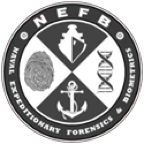 NEFB
NAVAL EXPEDITIONARY FORENSICS & BIOMETRICS